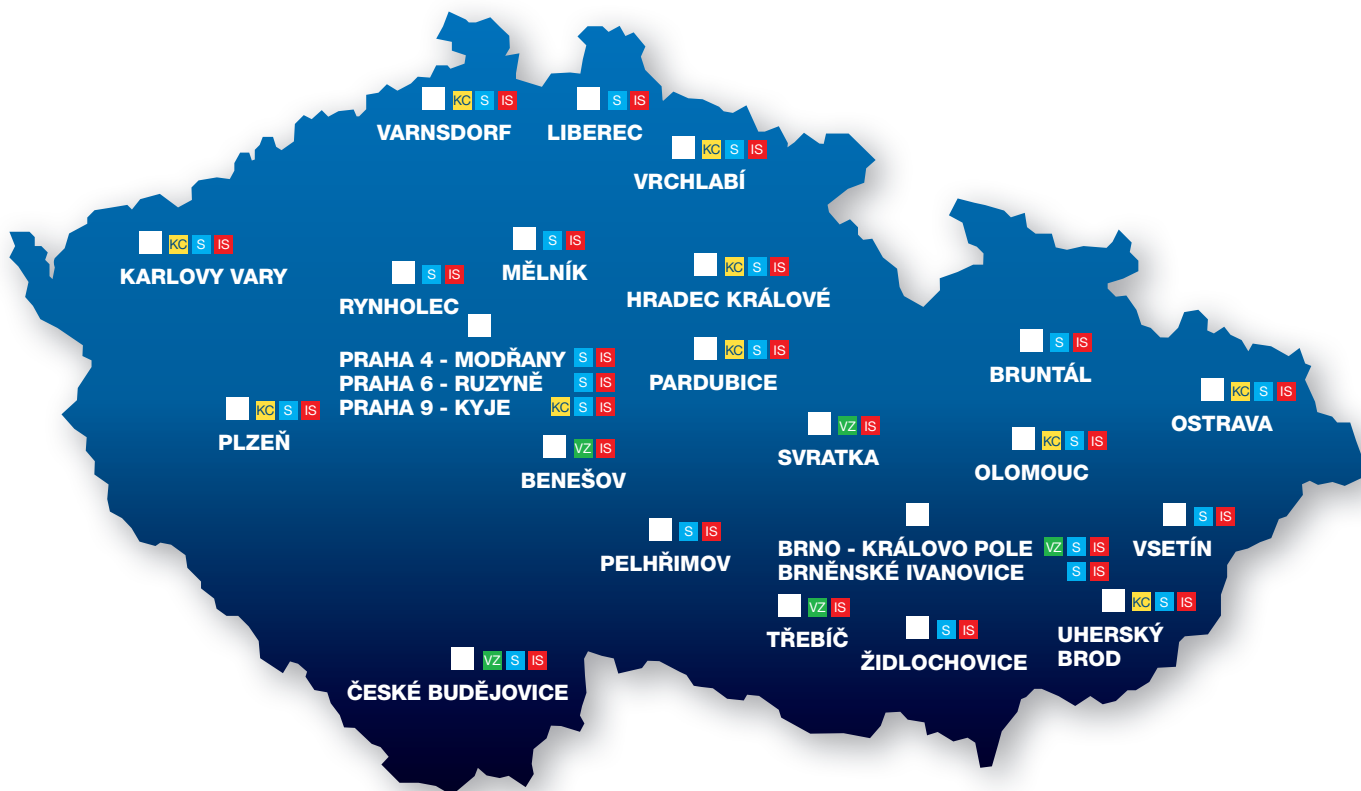 KC S IS
VARNSDORF
S IS
LIBEREC
KC S IS
VRCHLABÍ
KC S IS
KARLOVY VARY
S IS
RYNHOLEC
S IS
MĚLNÍK
KC S IS
HRADEC KRÁLOVÉ
PRAHA 4 - MODŘANY S IS
PRAHA 6 - RUZYNĚ S IS
PRAHA 9 - KYJE KC S IS
KC S IS
PARDUBICE
S IS
BRUNTÁL
KC S IS
OSTRAVA
KC S IS
PLZEŇ
VZ IS
BENEŠOV
VZ IS
SVRATKA
KC S IS
OLOMOUC
S IS
PELHŘIMOV
BRNO - KRÁLOVO POLE VZ S IS
BRNĚNSKÉ IVANOVICE S IS
S IS
VSETÍN
VZ IS
TŘEBÍČ
S IS
ŽIDLOCHOVICE
KC S IS
UHERSKÝ
BROD
VZ S IS
ČESKÉ BUDĚJOVICE